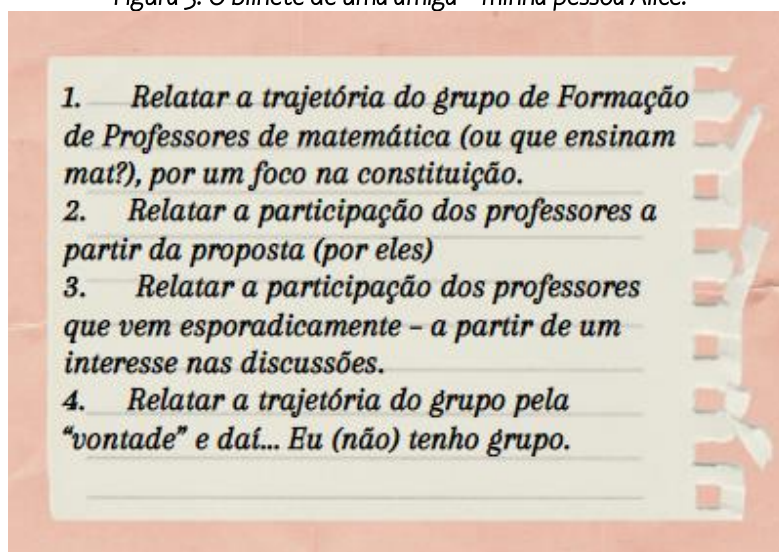 Figura 5. O bilhete de uma amiga – minha pessoa Alice.
1. Relatar a trajetória do grupo de Formação
de Professores de matemática (ou que ensinam
mat?), por um foco na constituição.
2. Relatar a participação dos professores a
partir da proposta (por eles)
3. Relatar a participação dos professores
que vem esporadicamente – a partir de um
interesse nas discussões.
4. Relatar a trajetória do grupo pela
“vontade” e daí... Eu (não) tenho grupo.